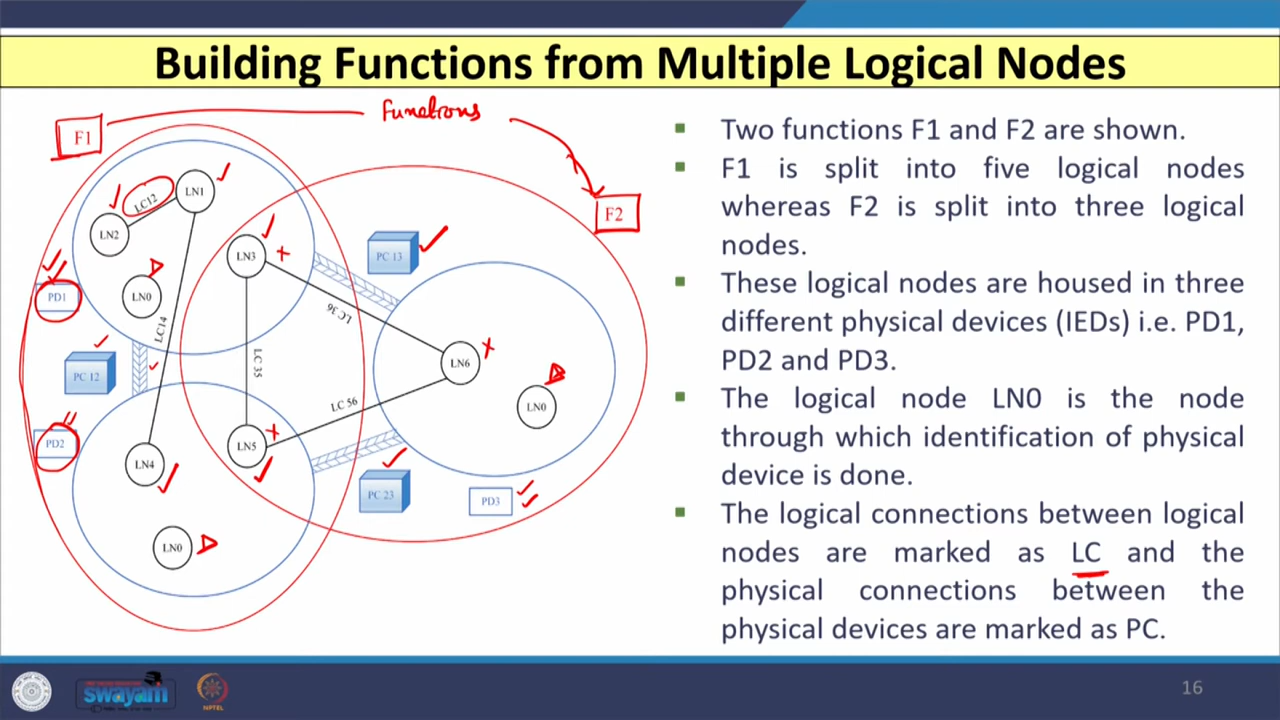 Building Functions from Multiple Logical Nodes
F1
Functions
F2
LN1
LC12
LN2
LN3
PC 13
LN0
PD1
LC14
LC 36
LC 35
LN6
PC 12
LC 56
LN0
PD2
LN5
LN4
PC 23
PD3
LN0
Two functions F1 and F2 are shown.
F1 is split into five logical nodes
whereas F2 is split into three logical
nodes.
These logical nodes are housed in three
different physical devices (IEDs) i.e. PD1,
PD2 and PD3.
The logical node LN0 is the node
through which identification of physical
device is done.
The logical connections between logical
nodes are marked as LC and the
physical connections between the
physical devices are marked as PC.
swayam
NPTEL
16